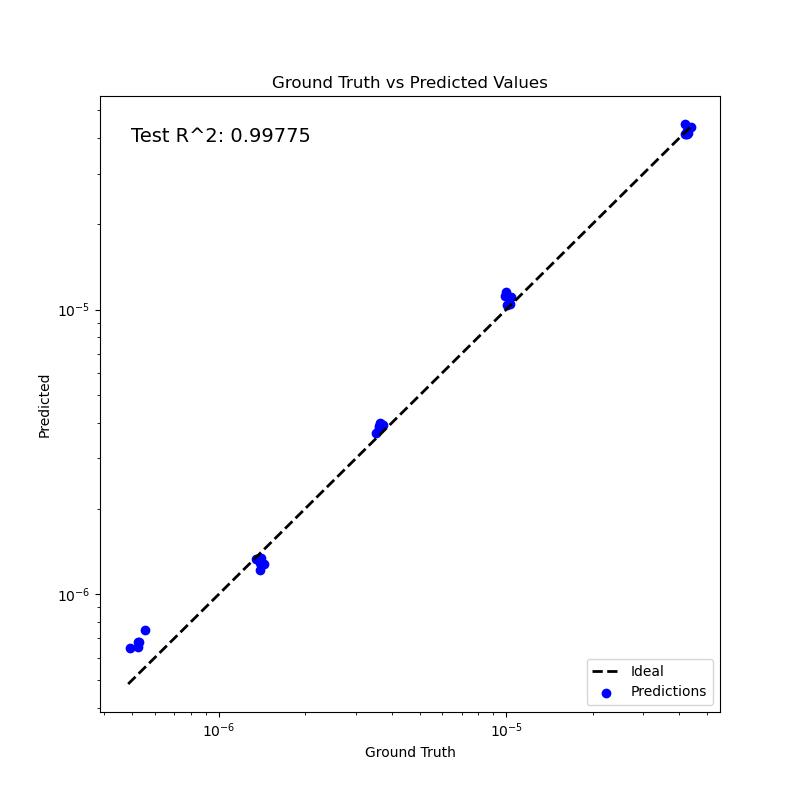 Ground Truth vs Predicted Values
Test R^2: 0.99775
Predicted
10⁻⁵
10⁻⁶
10⁻⁶
10⁻⁵
Ground Truth
Ideal
Predictions